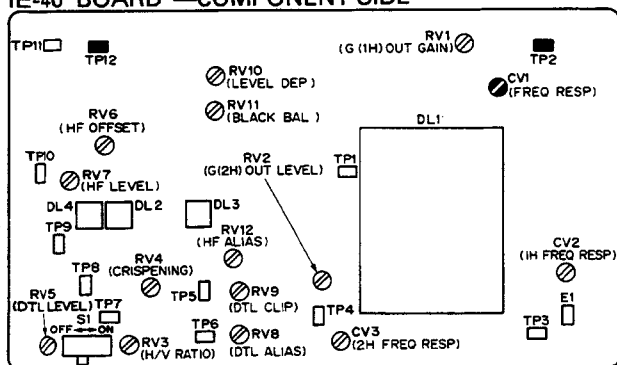 IE-40 BOARD —COMPONENT SIDE
TP11
TP12
RV10
(LEVEL DEP)
RV1
(G(1H)OUT GAIN)
TP2
CV1
(FREQ RESP)
RV11
(BLACK BAL)
RV6
(HF OFFSET)
DL1
TP10
RV7
(HF LEVEL)
RV2
(G(2H)OUT LEVEL)
TP1
DL4
DL2
DL3
TP9
RV12
(HF ALIAS)
CV2
(1H FREQ RESP)
TP8
RV4
(CRISPENING)
RV5
(DTL LEVEL)
TP5
RV9
(DTL CLIP)
E1
S1
TP7
OFF↔ON
TP4
TP3
RV3
(H/V RATIO)
TP6
RV8
(DTL ALIAS)
CV3
(2H FREQ RESP)